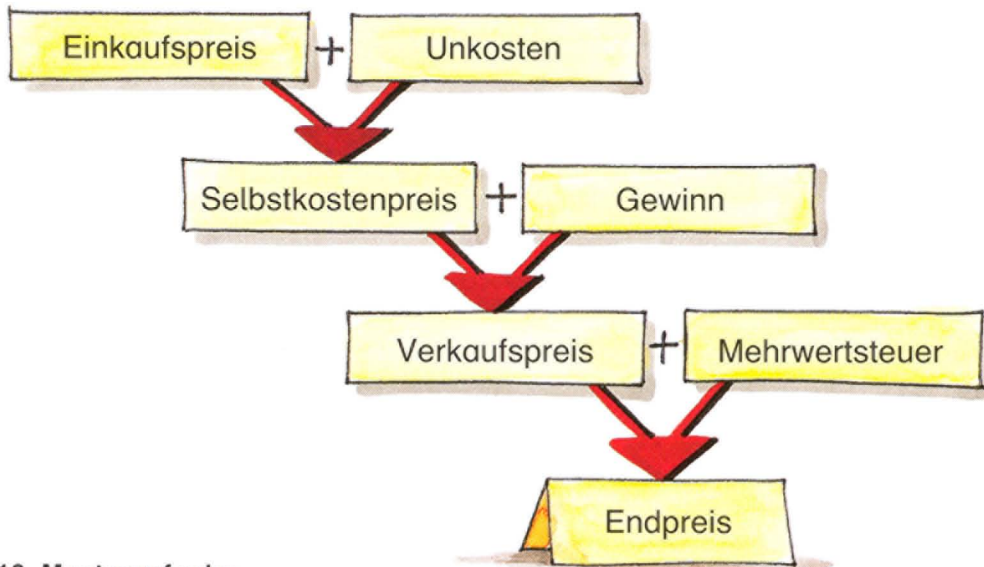 Einkaufspreis + Unkosten
Selbstkostenpreis + Gewinn
Verkaufspreis + Mehrwertsteuer
Endpreis